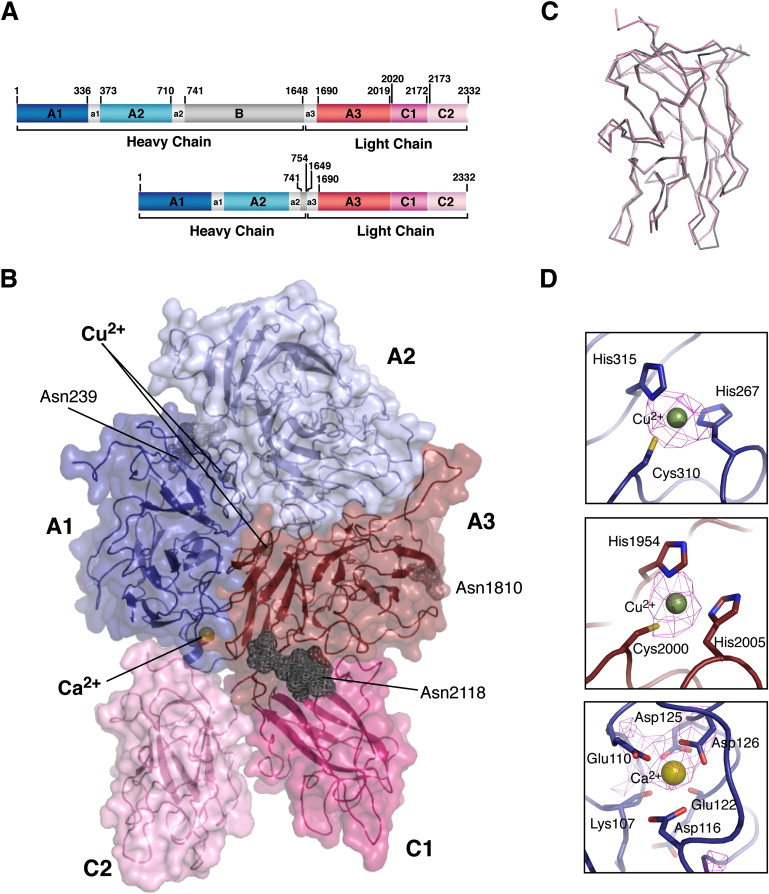 A
1 336 373 710 741 1648 1690 2019 2020 2172 2173 2332
A1 a1 A2 a2 B a3 A3 C1 C2
Heavy Chain Light Chain
1 741 754 1649 1690 2332
A1 a1 A2 a2 a3 A3 C1 C2
Heavy Chain Light Chain
B
Cu2+
A2
Asn239
A1
A3
Asn1810
Ca2+
Asn2118
C2
C1
C
D
His315
His267
Cu2+
Cys310
His1954
Cu2+
Cys2000
His2005
Asp125
Asp126
Glu110
Ca2+
Glu122
Lys107
Asp116